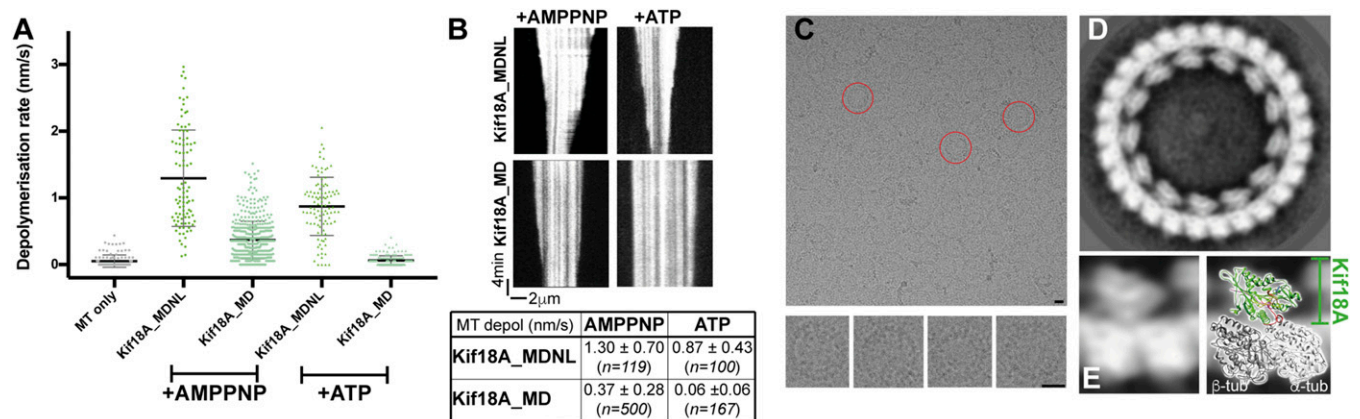 A
Depolymerisation rate (nm/s)
3
2
1
0
MT only
Kif18A_MDNL
Kif18A_MD
Kif18A_MDNL
Kif18A_MD
+AMPPNP
+ATP
B
+AMPPNP
+ATP
Kif18A_MDNL
Kif18A_MD
4min
2μm
MT depol (nm/s) AMPPNP ATP
Kif18A_MDNL 1.30 ± 0.70 0.87 ± 0.43
(n=119) (n=100)
Kif18A_MD 0.37 ± 0.28 0.06 ±0.06
(n=500) (n=167)
C
D
E
Kif18A
β-tub
α-tub